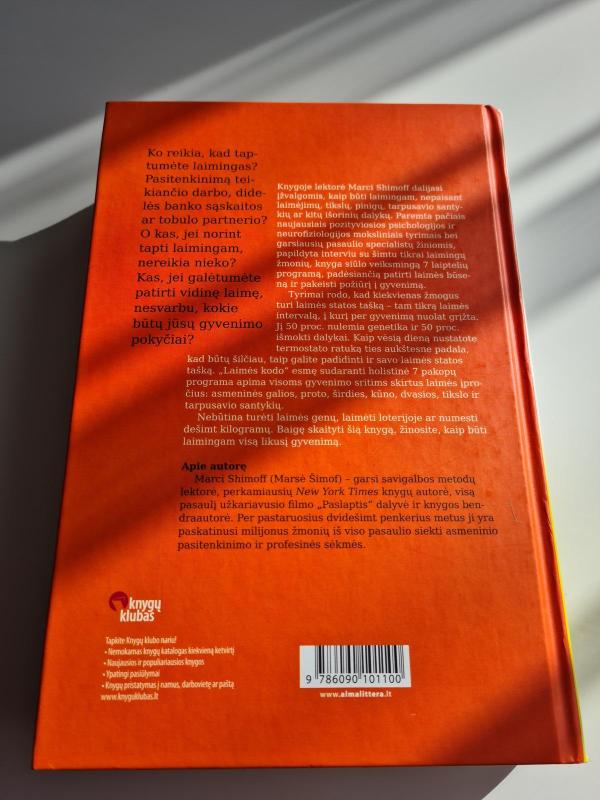 Ko reikia, kad tap-
tumėte laimingas?
Pasitenkinimą tei-
kiančio darbo, dide-
lės banko sąskaitos
ar tobulo partnerio?
O kas, jei norint
tapti laimingam,
nereikia nieko?
Kas, jei galėtumėte
patirti vidinę laimę,
nesvarbu, kokie
būtų jūsų gyvenimo
pokyčiai?
Knygoje lektorė Marci Shimoff dalijasi
įžvalgomis, kaip būti laimingam, nepaisant
laimėjimų, tikslų, pinigų, tarpusavio santy-
kių ar kitų išorinių dalykų. Paremta pačiais
naujausiais pozityviosios psichologijos ir
neurofiziologijos moksliniais tyrimais bei
garsiausių pasaulio specialistų žiniomis,
papildyta interviu su šimtu tikrai laimingų
žmonių, knyga siūlo veiksmingą 7 laiptelių
programą, padėsiančią patirti laimės būse-
ną ir pakeisti požiūrį į gyvenimą.
Tyrimai rodo, kad kiekvienas žmogus
turi laimės statos tašką – tam tikrą laimės
intervalą, į kurį per gyvenimą nuolat grįžta.
Jį 50 proc. nulemia genetika ir 50 proc.
išmokti dalykai. Kaip vėsią dieną nustatote
termostato ratuką ties aukštesne padala,
kad būtų šilčiau, taip galite padidinti ir savo laimės statos
tašką. „Laimės kodo“ esmę sudaranti holistinė 7 pakopų
programa apima visoms gyvenimo sritims skirtus laimės įpro-
čius: asmeninės galios, proto, širdies, kūno, dvasios, tikslo ir
tarpusavio santykių.
Nebūtina turėti laimės genų, laimėti loterijoje ar numesti
dešimt kilogramų. Baigę skaityti šią knygą, žinosite, kaip būti
laimingam visą likusį gyvenimą.
Apie autorę
Marci Shimoff (Marsė Šimof) – garsi savigalbos metodų
lektorė, perkamiausių New York Times knygų autorė, visą
pasaulį užkariavusio filmo „Paslaptis“ dalyvė ir knygos ben-
draautorė. Per pastaruosius dvidešimt penkerius metus ji yra
paskatinusi milijonus žmonių iš viso pasaulio siekti asmeninio
pasitenkinimo ir profesinės sėkmės.
knygų
klubas
Tapkite Knygų klubo nariu!
• Nemokamas knygų katalogas kiekvieną ketvirtį
• Naujausios ir populiariausios knygos
• Ypatingi pasiūlymai
• Knygų pristatymas į namus, darbovietę ar paštą
www.knyguklubas.lt
9 786090 101100
www.almalittera.lt